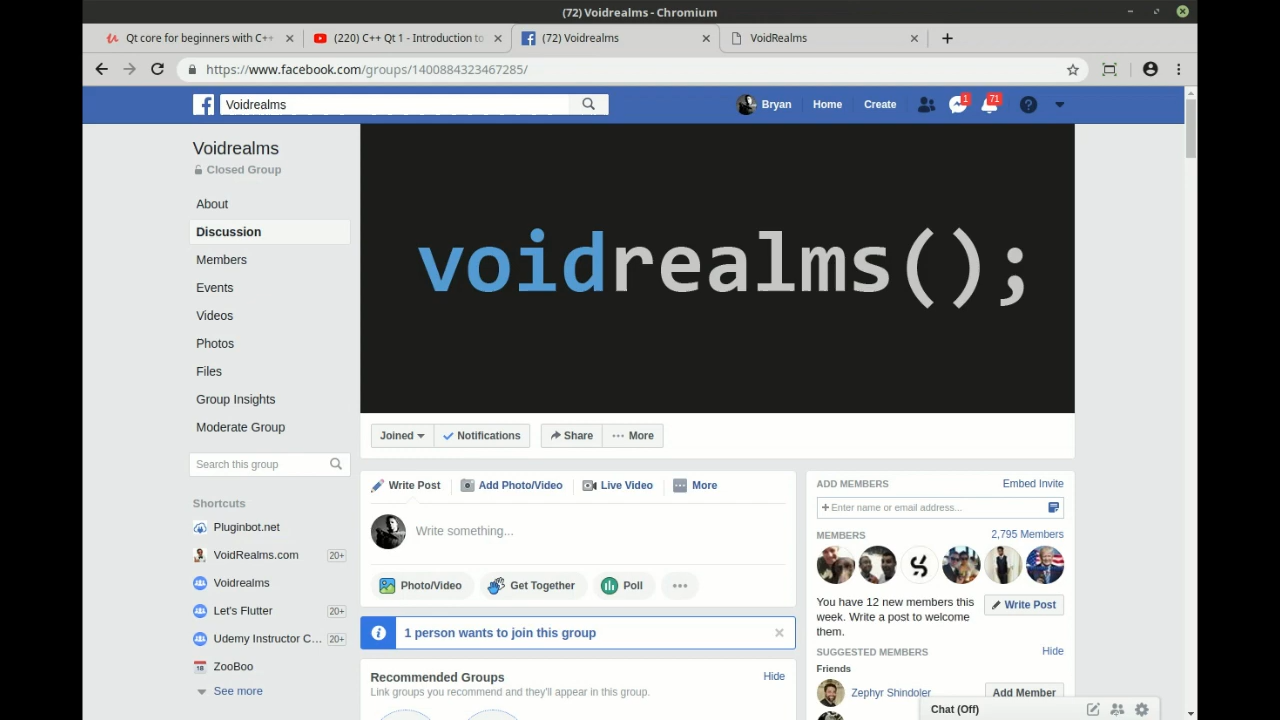 (72) Voidrealms - Chromium
Qt core for beginners with C++
(220) C++ Qt 1 - Introduction to
(72) Voidrealms
VoidRealms
https://www.facebook.com/groups/1400884323467285/
Voidrealms
Bryan
Home
Create
1
71
Voidrealms
Closed Group
About
Discussion
Members
Events
Videos
Photos
Files
Group Insights
Moderate Group
Search this group
Shortcuts
Pluginbot.net
VoidRealms.com 20+
Voidrealms
Let's Flutter 20+
Udemy Instructor C... 20+
18 ZooBoo
See more
voidrealms();
Joined
Notifications
Share
More
Write Post
Add Photo/Video
Live Video
More
Write something...
Photo/Video
Get Together
Poll
1 person wants to join this group
Recommended Groups
Hide
Link groups you recommend and they'll appear in this group.
ADD MEMBERS
Embed Invite
+ Enter name or email address...
MEMBERS
2,795 Members
You have 12 new members this
week. Write a post to welcome
them.
Write Post
SUGGESTED MEMBERS
Hide
Friends
Zephyr Shindoler
Add Member
Chat (Off)